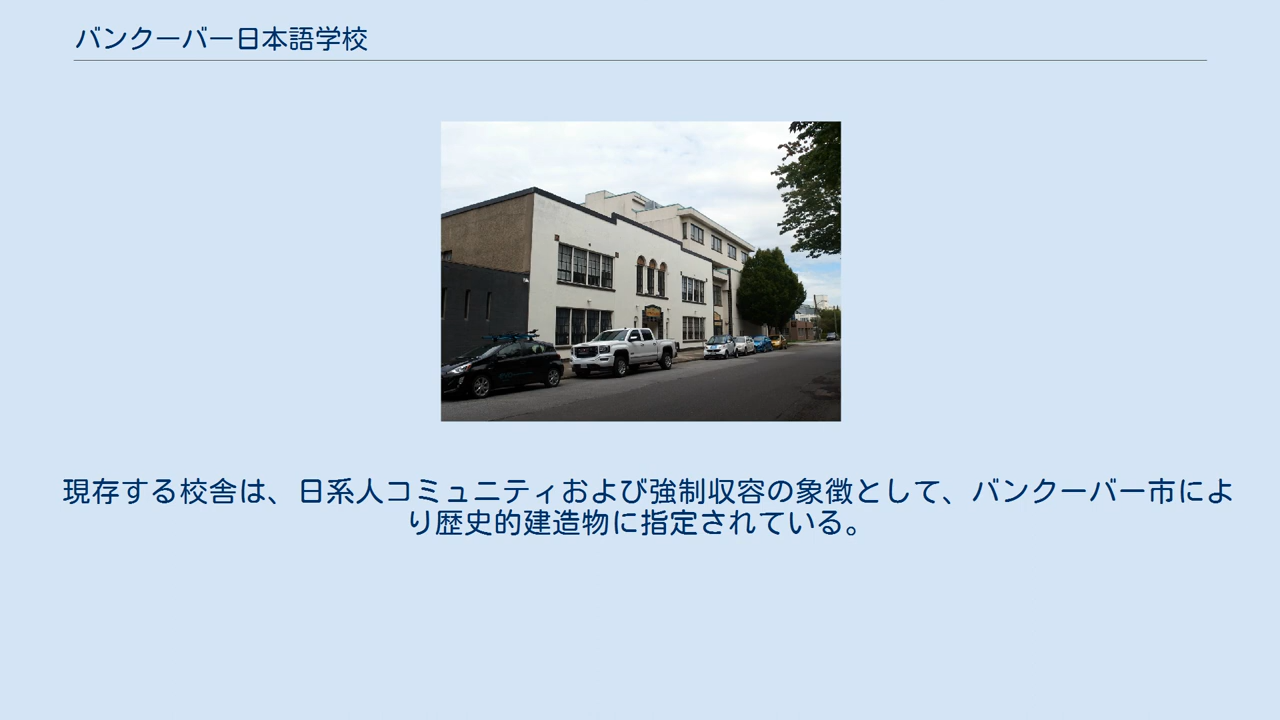 バンクーバー日本語学校
現存する校舎は、日系人コミュニティおよび強制収容の象徴として、バンクーバー市によ
り歴史的建造物に指定されている。